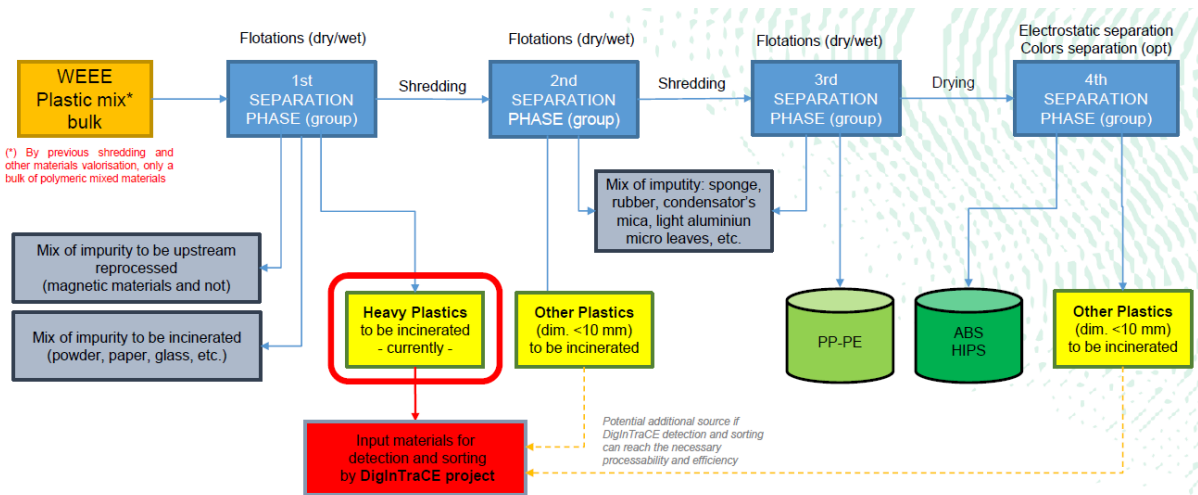 Flotations (dry/wet)
Flotations (dry/wet)
Flotations (dry/wet)
Electrostatic separation
Colors separation (opt)
WEEE
Plastic mix*
bulk
1st
SEPARATION
PHASE (group)
Shredding
2nd
SEPARATION
PHASE (group)
Shredding
3rd
SEPARATION
PHASE (group)
Drying
4th
SEPARATION
PHASE (group)
(*) By previous shredding and
other materials valorisation, only a
bulk of polymeric mixed materials
Mix of imputity: sponge,
rubber, condensator's
mica, light aluminiun
micro leaves, etc.
Mix of impurity to be upstream
reprocessed
(magnetic materials and not)
Mix of impurity to be incinerated
(powder, paper, glass, etc.)
Heavy Plastics
to be incinerated
- currently -
Other Plastics
(dim. <10 mm)
to be incinerated
PP-PE
ABS
HIPS
Other Plastics
(dim. <10 mm)
to be incinerated
Input materials for
detection and sorting
by DigInTraCE project
Potential additional source if
DigInTraCE detection and sorting
can reach the necessary
processability and efficiency